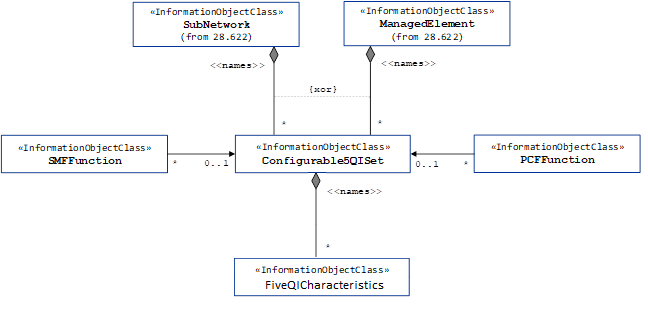 «InformationObjectClass»
SubNetwork
(from 28.622)
«InformationObjectClass»
ManagedElement
(from 28.622)
<<names>>
<<names>>
{xor}
*
*
«InformationObjectClass»
SMFFunction
*
0..1
«InformationObjectClass»
Configurable5QISet
0..1
*
«InformationObjectClass»
PCFFunction
<<names>>
*
«InformationObjectClass»
FiveQICharacteristics